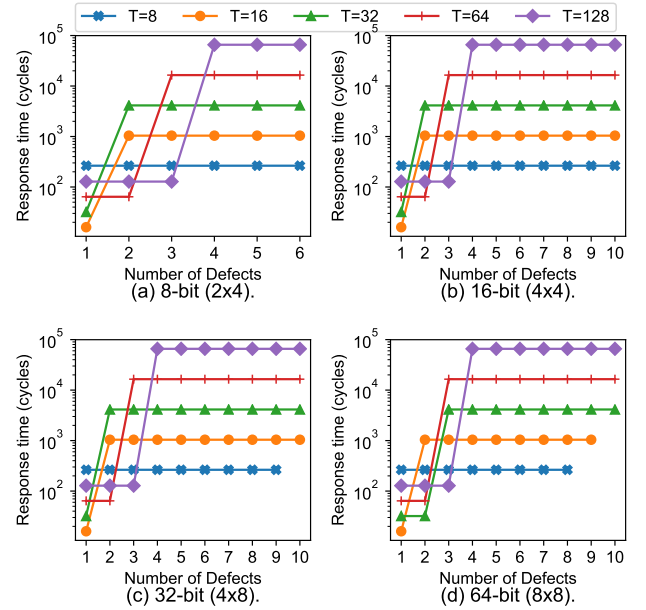 T=8 T=16 T=32 T=64 T=128
Response time (cycles)
10^5
10^4
10^3
10^2
1 2 3 4 5 6
Number of Defects
(a) 8-bit (2x4).
Response time (cycles)
10^5
10^4
10^3
10^2
1 2 3 4 5 6 7 8 9 10
Number of Defects
(b) 16-bit (4x4).
Response time (cycles)
10^5
10^4
10^3
10^2
1 2 3 4 5 6 7 8 9 10
Number of Defects
(c) 32-bit (4x8).
Response time (cycles)
10^5
10^4
10^3
10^2
1 2 3 4 5 6 7 8 9 10
Number of Defects
(d) 64-bit (8x8).